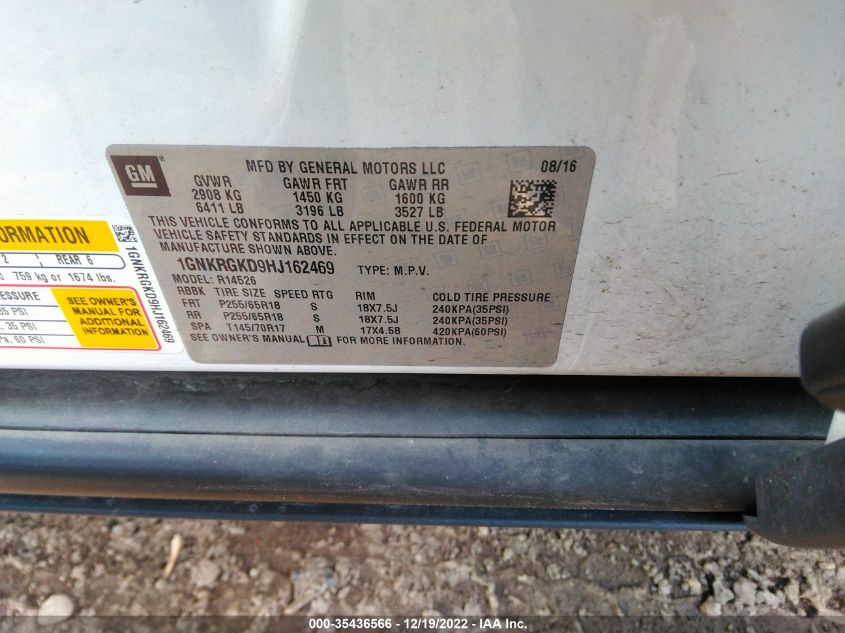 GM
MFD BY GENERAL MOTORS LLC
08/16
GVWR GAWR FRT GAWR RR
2908 KG 1450 KG 1600 KG
6411 LB 3196 LB 3527 LB
THIS VEHICLE CONFORMS TO ALL APPLICABLE U.S. FEDERAL MOTOR
VEHICLE SAFETY STANDARDS IN EFFECT ON THE DATE OF
MANUFACTURE SHOWN ABOVE.
1GNKRGKD9HJ162469 TYPE: M.P.V.
MODEL: R14526
RBBK TIRE SIZE SPEED RTG RIM COLD TIRE PRESSURE
FRT P255/65R18 S 18X7.5J 240KPA(35PSI)
RR P255/65R18 S 18X7.5J 240KPA(35PSI)
SPA T145/70R17 M 17X4.5B 420KPA(60PSI)
SEE OWNER'S MANUAL FOR MORE INFORMATION.
ORMATION
2 REAR 6
759 kg or 1674 lbs.
RESSURE
35 PSI
, 35 PSI
a, 60 PSI
SEE OWNER'S
MANUAL FOR
ADDITIONAL
INFORMATION
1GNKRGKD9HJ162469
000-35436566 - 12/19/2022 - IAA Inc.